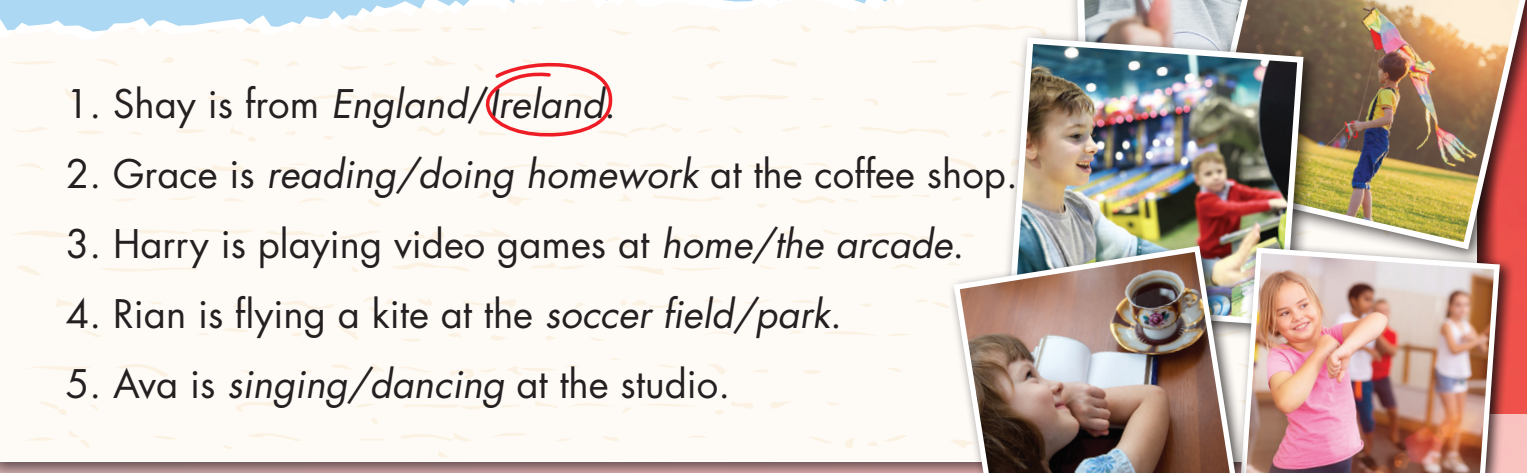 1. Shay is from England/Ireland.
2. Grace is reading/doing homework at the coffee shop.
3. Harry is playing video games at home/the arcade.
4. Rian is flying a kite at the soccer field/park.
5. Ava is singing/dancing at the studio.